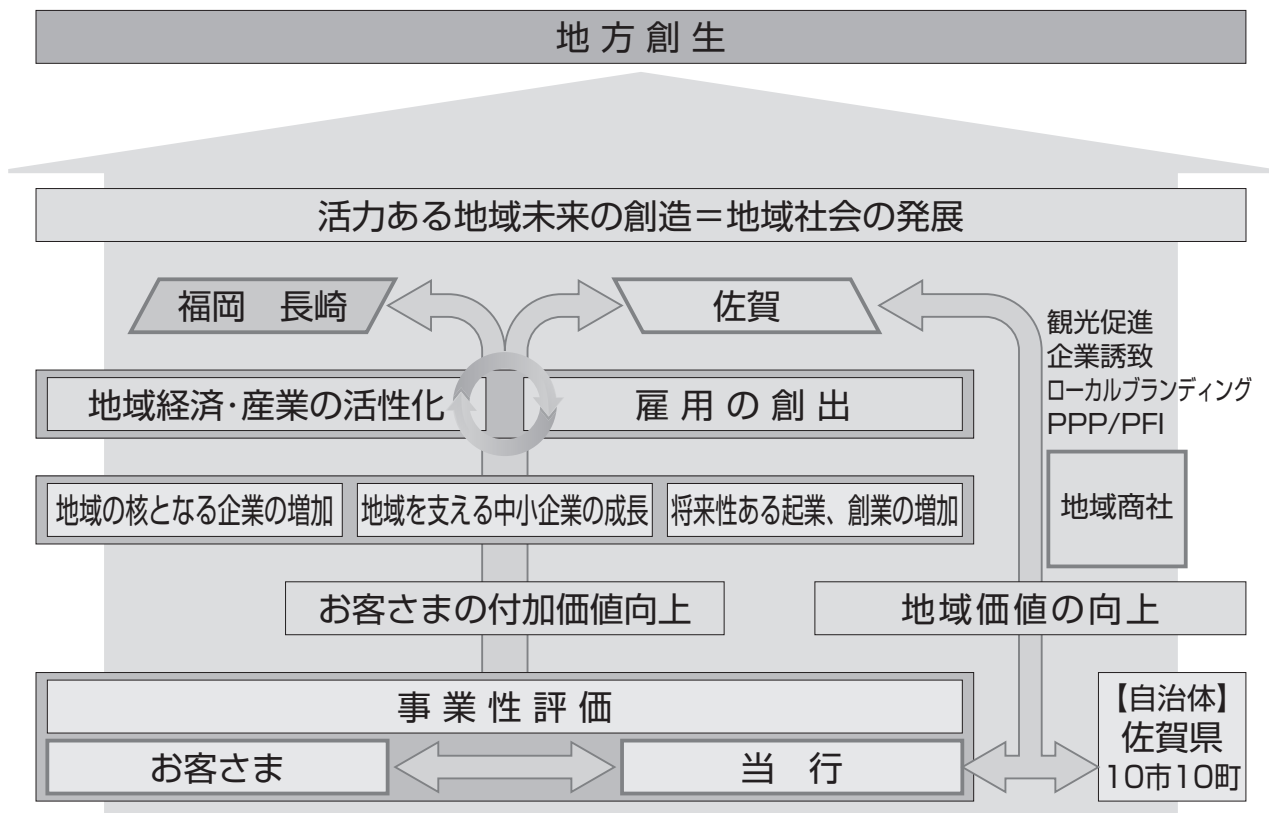 地方創生
活力ある地域未来の創造＝地域社会の発展
福岡　長崎
佐賀
観光促進
企業誘致
ローカルブランディング
PPP/PFI
地域経済・産業の活性化
雇用の創出
地域の核となる企業の増加
地域を支える中小企業の成長
将来性ある起業、創業の増加
地域商社
お客さまの付加価値向上
地域価値の向上
事業性評価
お客さま
当　行
【自治体】
佐賀県
10市10町